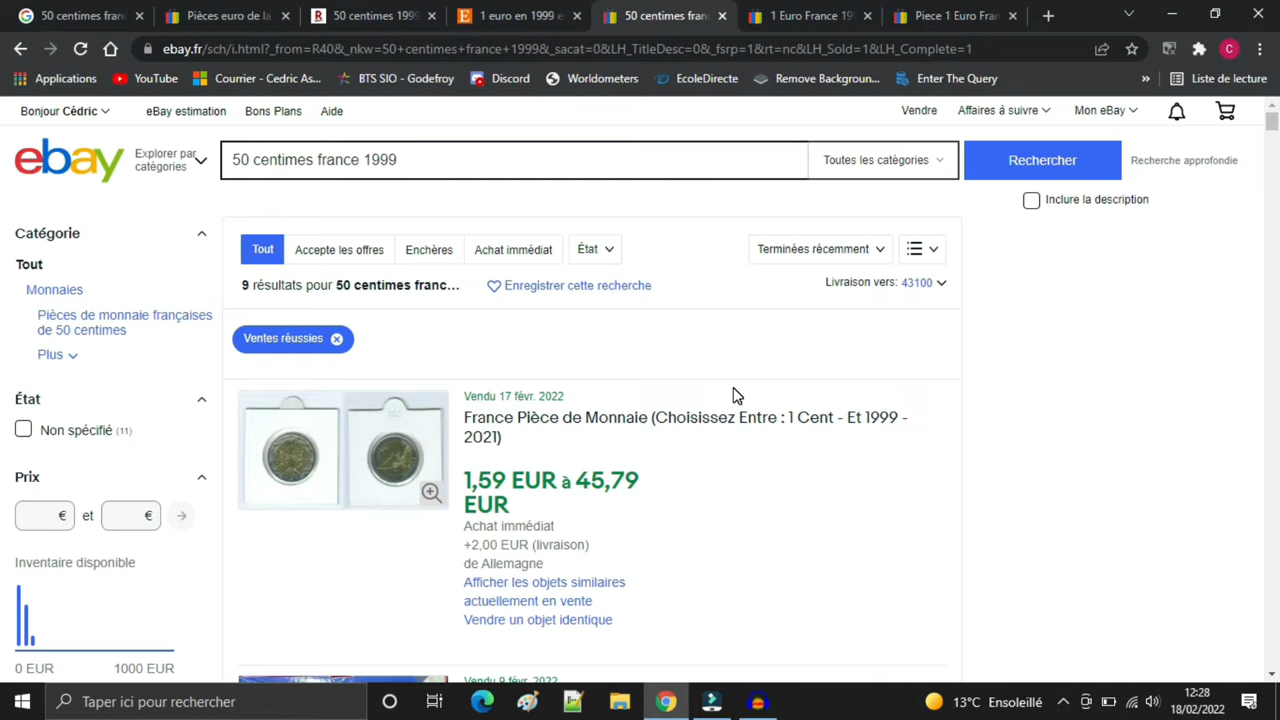 50 centimes fran
Pièces euro de la
50 centimes 1999
1 euro en 1999 e
50 centimes fran
1 Euro France 199
Piece 1 Euro Fran
ebay.fr/sch/i.html?_from=R40&_nkw=50+centimes+france+1999&_sacat=0&LH_TitleDesc=0&_fsrp=1&rt=nc&LH_Sold=1&LH_Complete=1
C
Applications
YouTube
Courrier - Cedric As...
BTS SIO - Godefroy
Discord
Worldometers
EcoleDirecte
Remove Backgroun...
Enter The Query
»
Liste de lecture
Bonjour Cédric
eBay estimation
Bons Plans
Aide
Vendre
Affaires à suivre
Mon eBay
ebay
Explorer par
catégories
50 centimes france 1999
Toutes les catégories
Rechercher
Recherche approfondie
Inclure la description
Catégorie
Tout
Monnaies
Pièces de monnaie françaises
de 50 centimes
Plus
État
Non spécifié (11)
Prix
€ et €
Inventaire disponible
0 EUR 1000 EUR
Tout
Accepte les offres
Enchères
Achat immédiat
État
Terminées récemment
9 résultats pour 50 centimes franc...
Enregistrer cette recherche
Livraison vers: 43100
Ventes réussies
Vendu 17 févr. 2022
France Pièce de Monnaie (Choisissez Entre : 1 Cent - Et 1999 -
2021)
1,59 EUR à 45,79
EUR
Achat immédiat
+2,00 EUR (livraison)
de Allemagne
Afficher les objets similaires
actuellement en vente
Vendre un objet identique
Vendu 9 févr. 2022
Taper ici pour rechercher
13°C Ensoleillé
12:28
18/02/2022